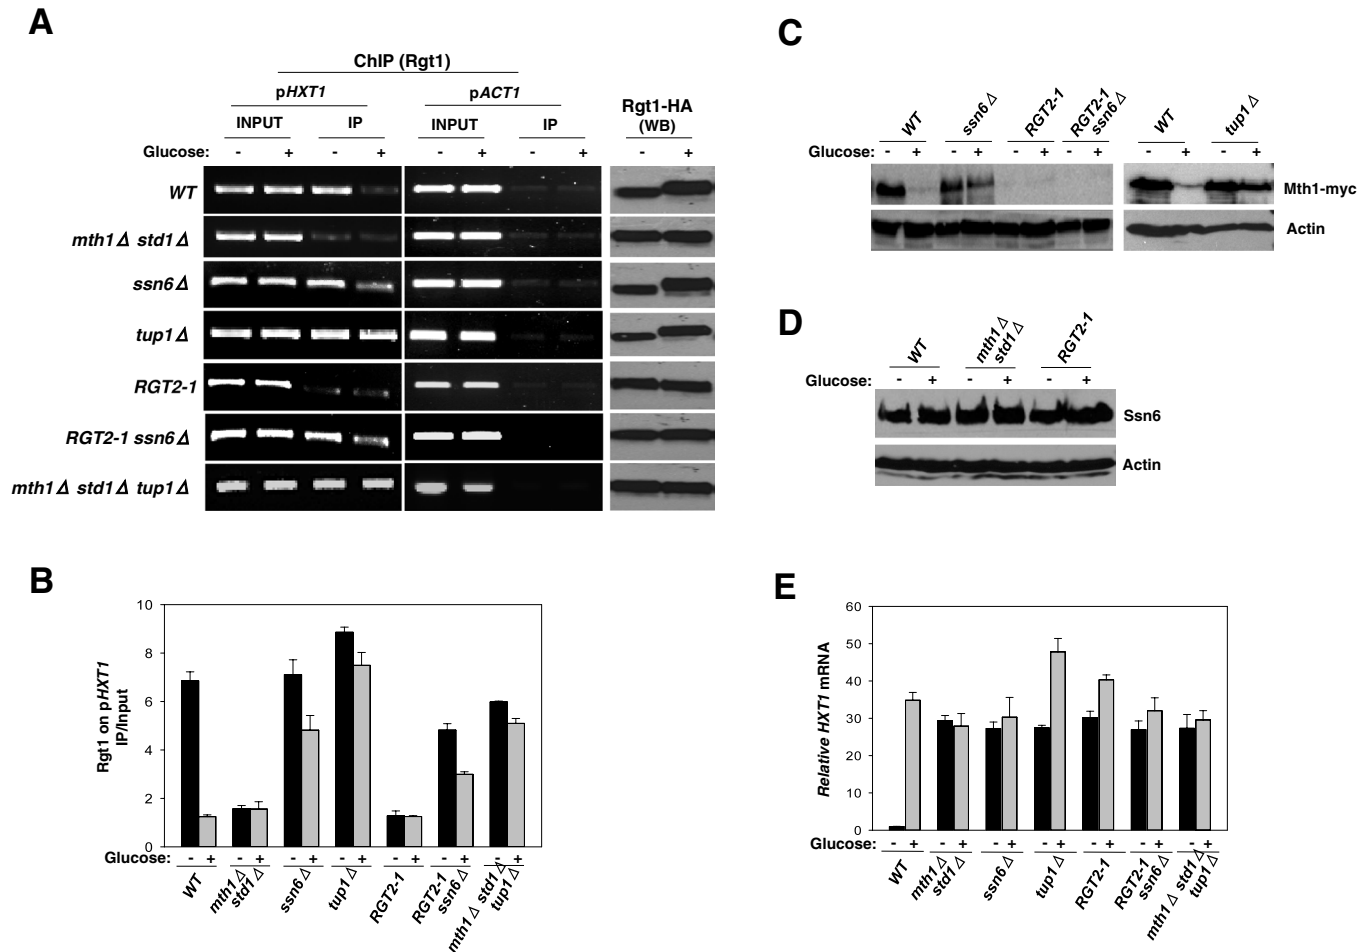 A
ChIP (Rgt1)
pHXT1
pACT1
Rgt1-HA
(WB)
INPUT
IP
INPUT
IP
Glucose: - + - + - + - + - +
WT
mth1Δ std1Δ
ssn6Δ
tup1Δ
RGT2-1
RGT2-1 ssn6Δ
mth1Δ std1Δ tup1Δ
B
Rgt1 on pHXT1
IP/Input
10
8
6
4
2
0
Glucose: - + - + - + - + - + - + - +
WT
mth1Δ
std1Δ
ssn6Δ
tup1Δ
RGT2-1
RGT2-1
ssn6Δ
mth1Δ std1Δ
tup1Δ
C
WT
ssn6Δ
RGT2-1
RGT2-1
ssn6Δ
WT
tup1Δ
Glucose: - + - + - + - + - + - +
Mth1-myc
Actin
D
WT
mth1Δ
std1Δ
RGT2-1
Glucose: - + - + - +
Ssn6
Actin
E
Relative HXT1 mRNA
60
50
40
30
20
10
0
Glucose: - + - + - + - + - + - + - +
WT
mth1Δ
std1Δ
ssn6Δ
tup1Δ
RGT2-1
RGT2-1
ssn6Δ
mth1Δ std1Δ
tup1Δ